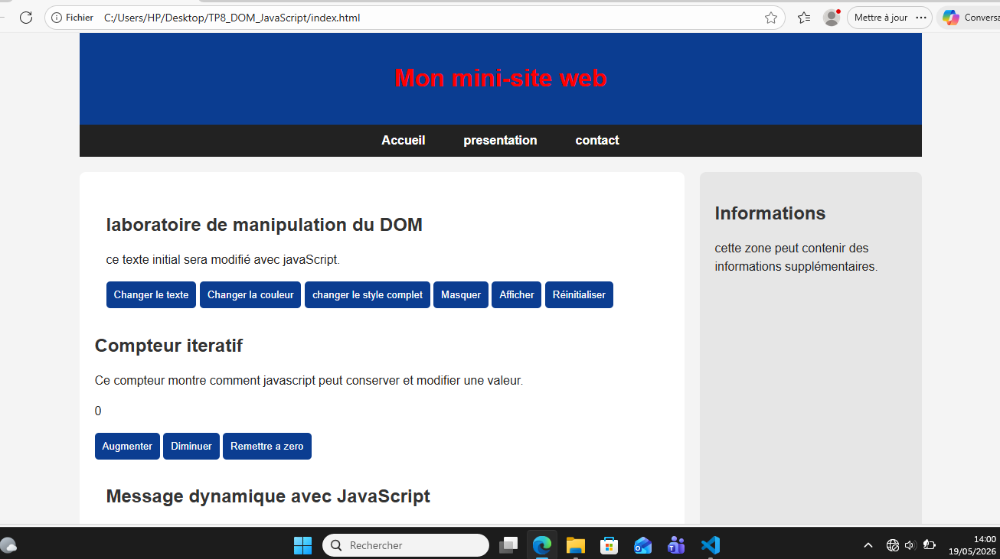 Fichier C:/Users/HP/Desktop/TP8_DOM_JavaScript/index.html Mettre à jour
Mon mini-site web
Accueil presentation contact
laboratoire de manipulation du DOM
ce texte initial sera modifié avec javaScript.
Changer le texte Changer la couleur changer le style complet Masquer Afficher Réinitialiser
Compteur iteratif
Ce compteur montre comment javascript peut conserver et modifier une valeur.
0
Augmenter Diminuer Remettre a zero
Message dynamique avec JavaScript
Informations
cette zone peut contenir des
informations supplémentaires.
Rechercher
14:00
19/05/2026